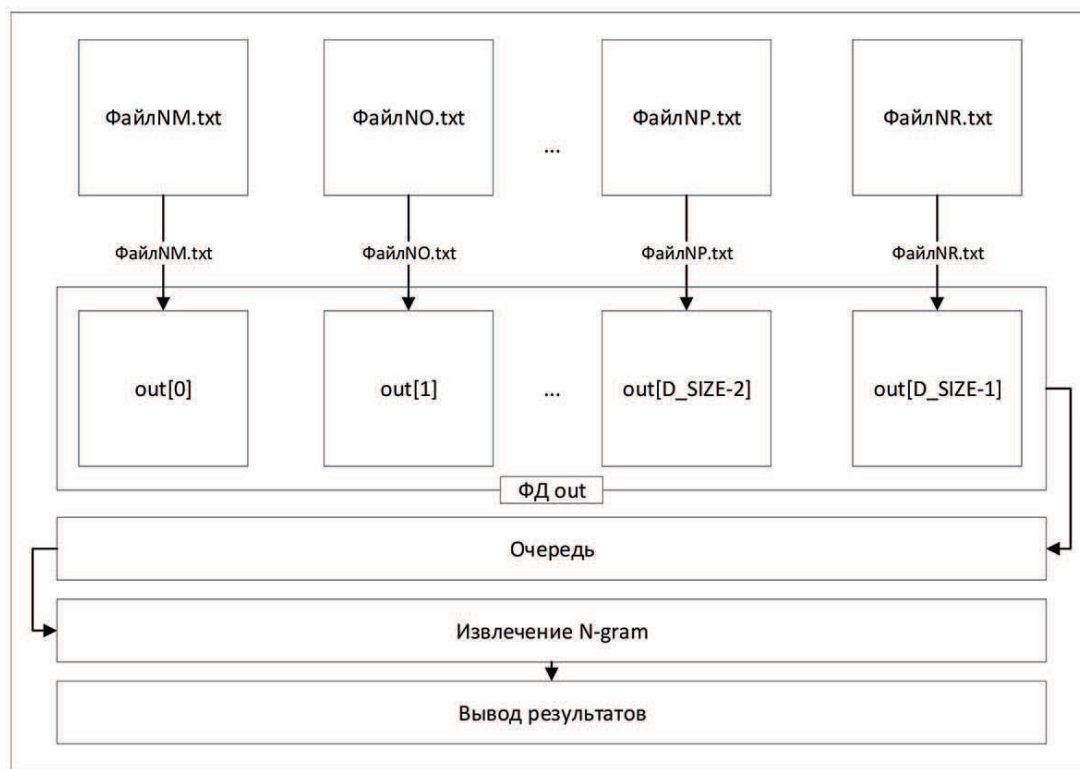 ФайлNM.txt
ФайлNO.txt
...
ФайлNP.txt
ФайлNR.txt
ФайлNM.txt
ФайлNO.txt
ФайлNP.txt
ФайлNR.txt
out[0]
out[1]
...
out[D_SIZE-2]
out[D_SIZE-1]
ФД out
Очередь
Извлечение N-gram
Вывод результатов